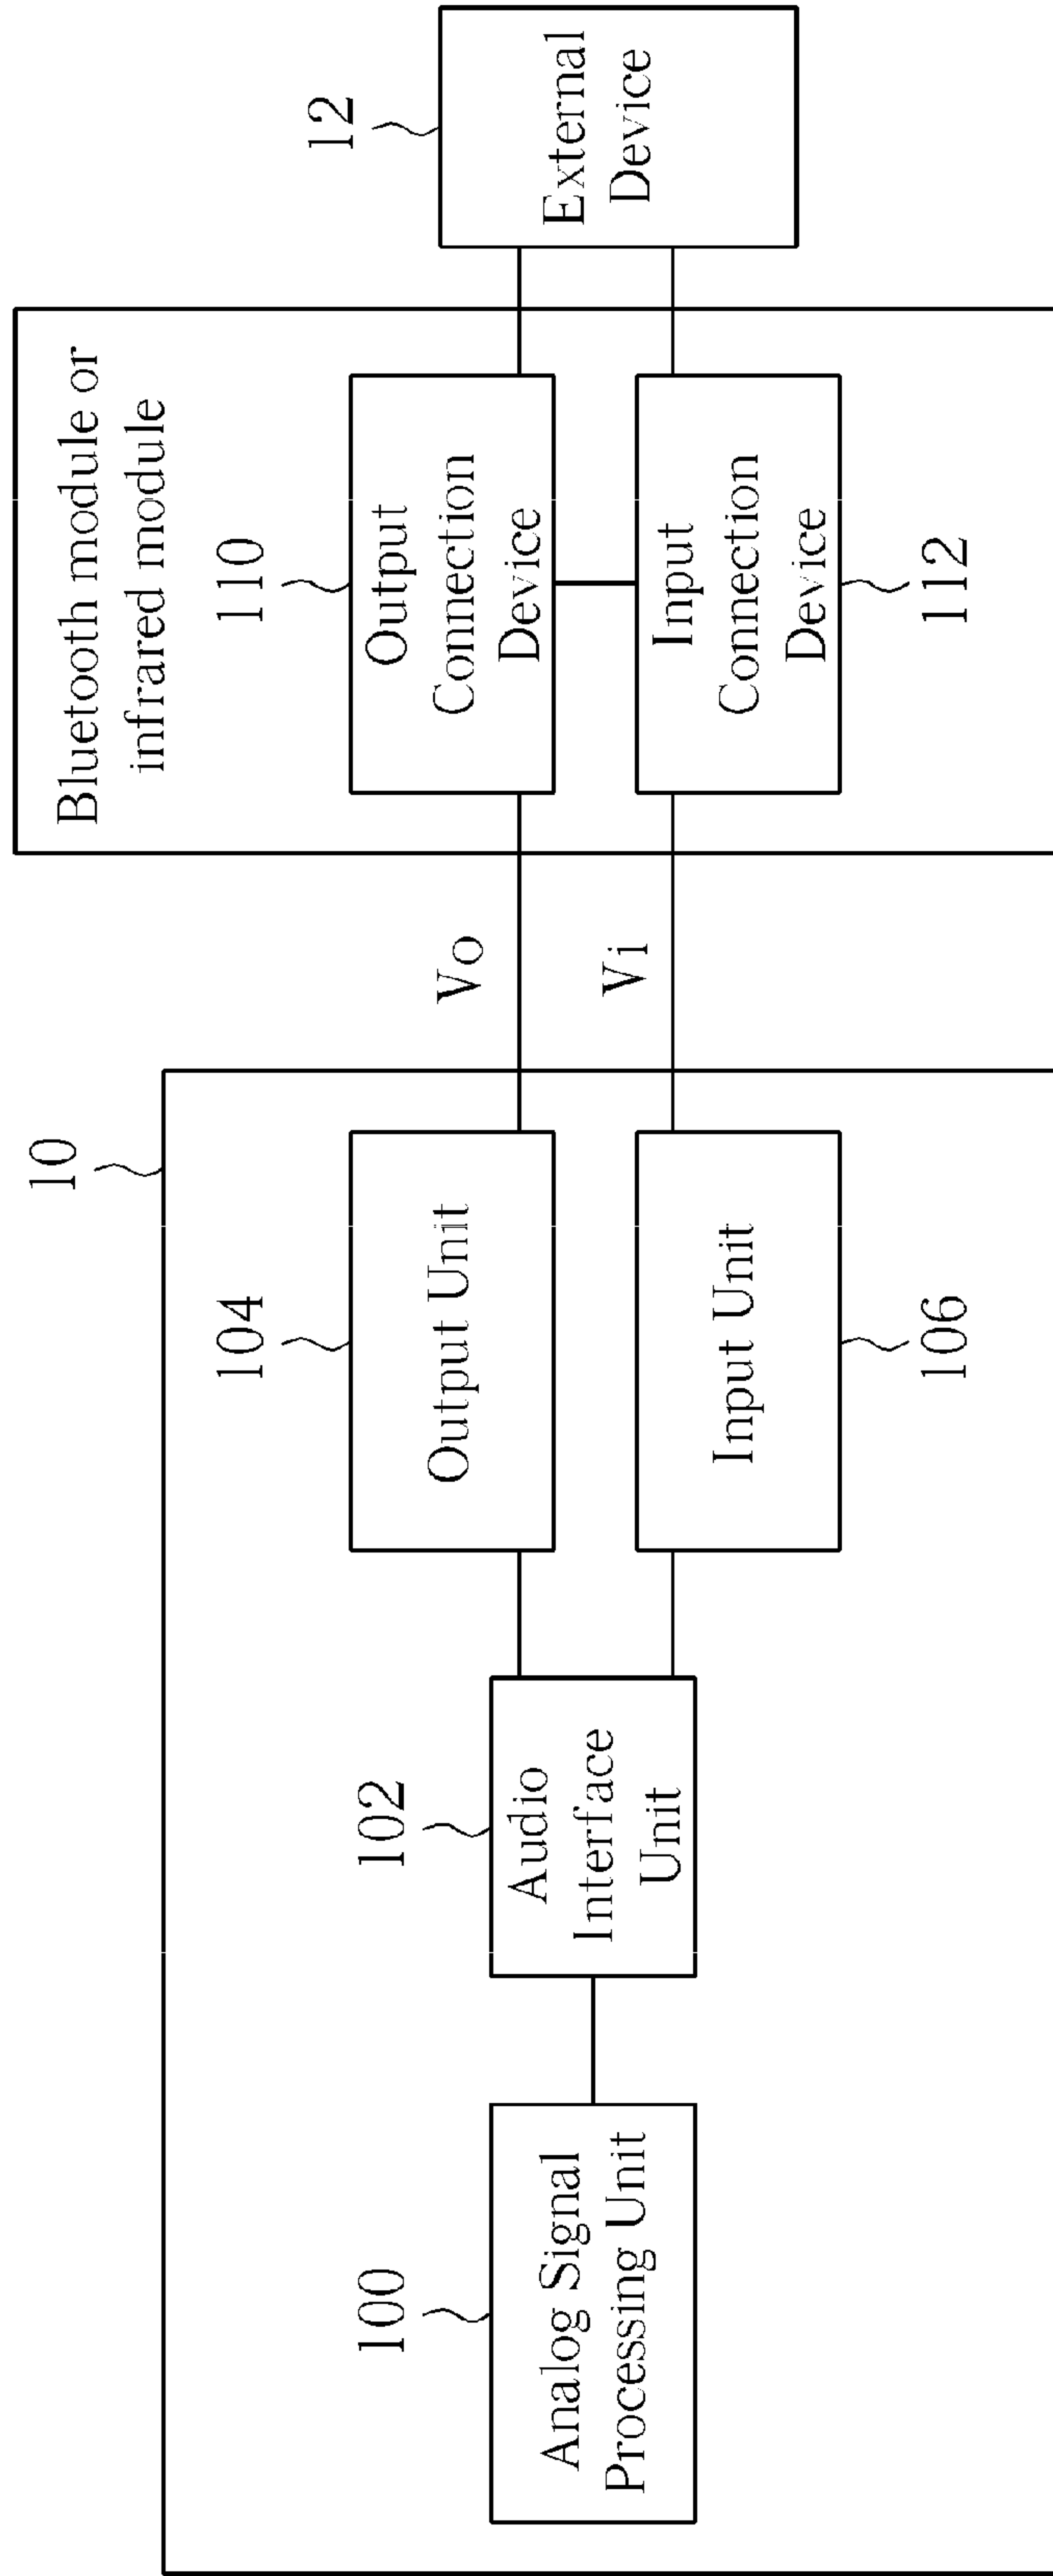 10
100
Analog Signal
Processing Unit
102
Audio
Interface
Unit
104
Output Unit
Input Unit
106
Vo
Vi
Bluetooth module or
infrared module
110
Output
Connection
Device
Input
Connection
Device
112
12
External
Device